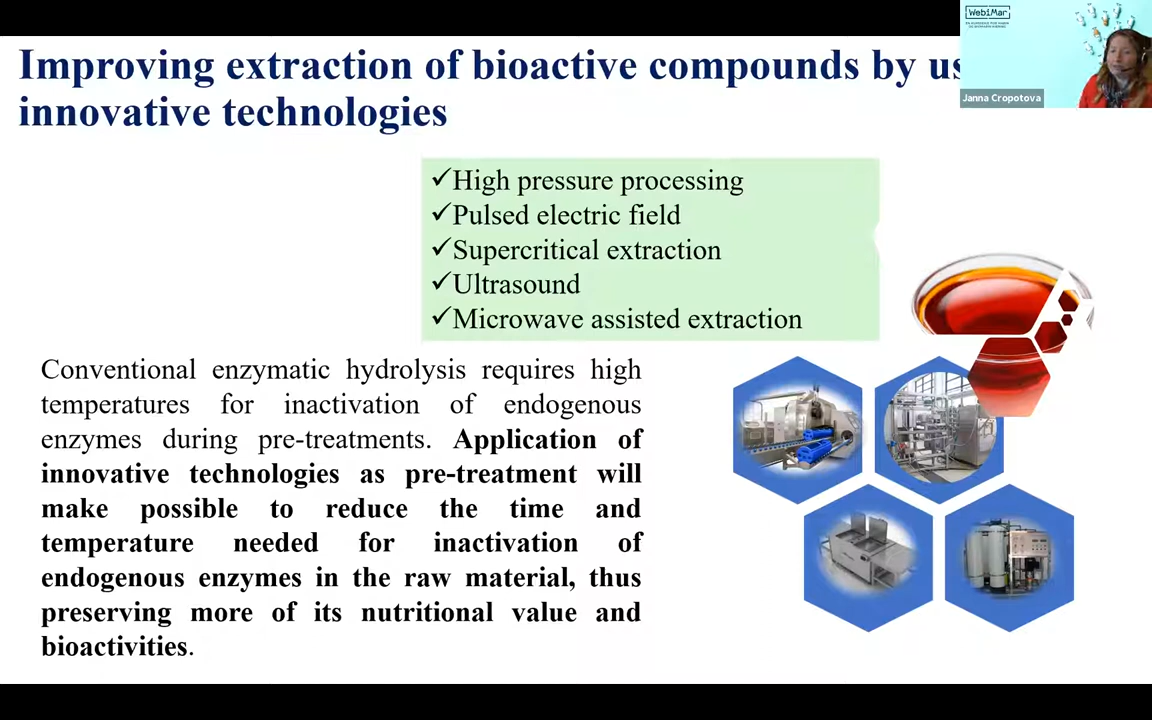 WebiMar
Janna Cropotova
Improving extraction of bioactive compounds by us
innovative technologies
✓High pressure processing
✓Pulsed electric field
✓Supercritical extraction
✓Ultrasound
✓Microwave assisted extraction
Conventional enzymatic hydrolysis requires high
temperatures for inactivation of endogenous
enzymes during pre-treatments. Application of
innovative technologies as pre-treatment will
make possible to reduce the time and
temperature needed for inactivation of
endogenous enzymes in the raw material, thus
preserving more of its nutritional value and
bioactivities.